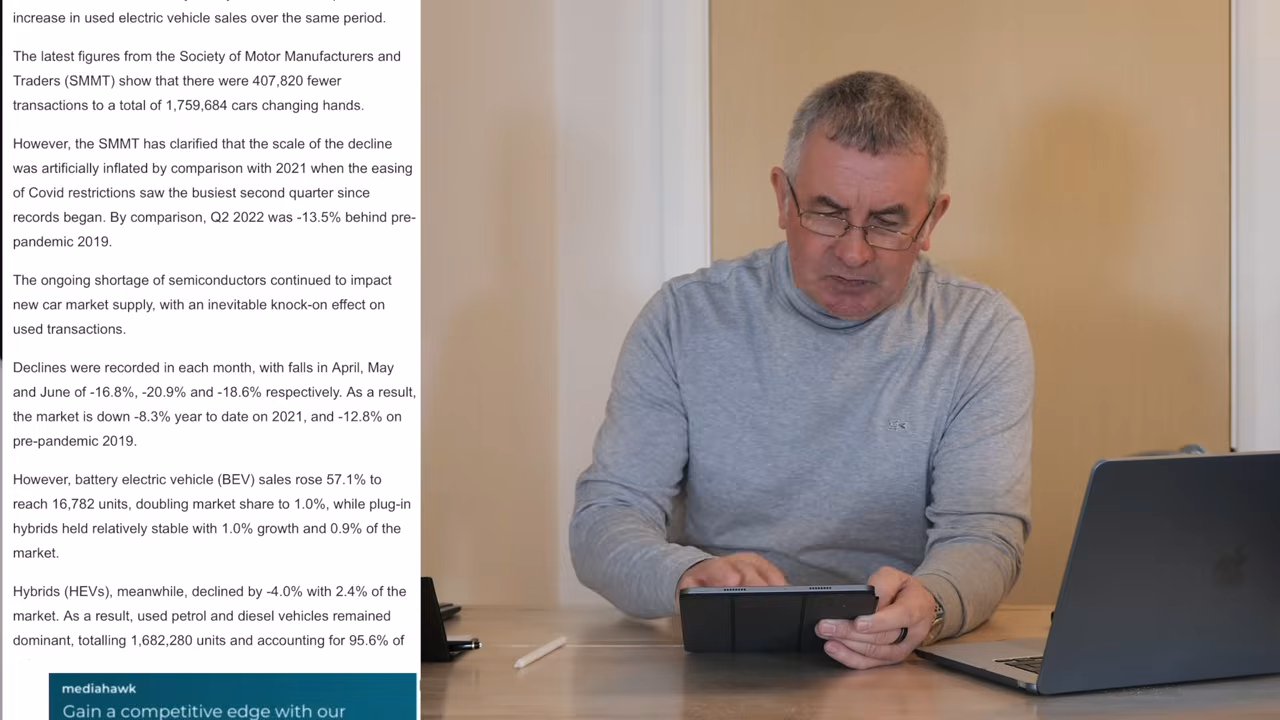 increase in used electric vehicle sales over the same period.
The latest figures from the Society of Motor Manufacturers and
Traders (SMMT) show that there were 407,820 fewer
transactions to a total of 1,759,684 cars changing hands.
However, the SMMT has clarified that the scale of the decline
was artificially inflated by comparison with 2021 when the easing
of Covid restrictions saw the busiest second quarter since
records began. By comparison, Q2 2022 was -13.5% behind pre-
pandemic 2019.
The ongoing shortage of semiconductors continued to impact
new car market supply, with an inevitable knock-on effect on
used transactions.
Declines were recorded in each month, with falls in April, May
and June of -16.8%, -20.9% and -18.6% respectively. As a result,
the market is down -8.3% year to date on 2021, and -12.8% on
pre-pandemic 2019.
However, battery electric vehicle (BEV) sales rose 57.1% to
reach 16,782 units, doubling market share to 1.0%, while plug-in
hybrids held relatively stable with 1.0% growth and 0.9% of the
market.
Hybrids (HEVs), meanwhile, declined by -4.0% with 2.4% of the
market. As a result, used petrol and diesel vehicles remained
dominant, totalling 1,682,280 units and accounting for 95.6% of
mediahawk
Gain a competitive edge with our